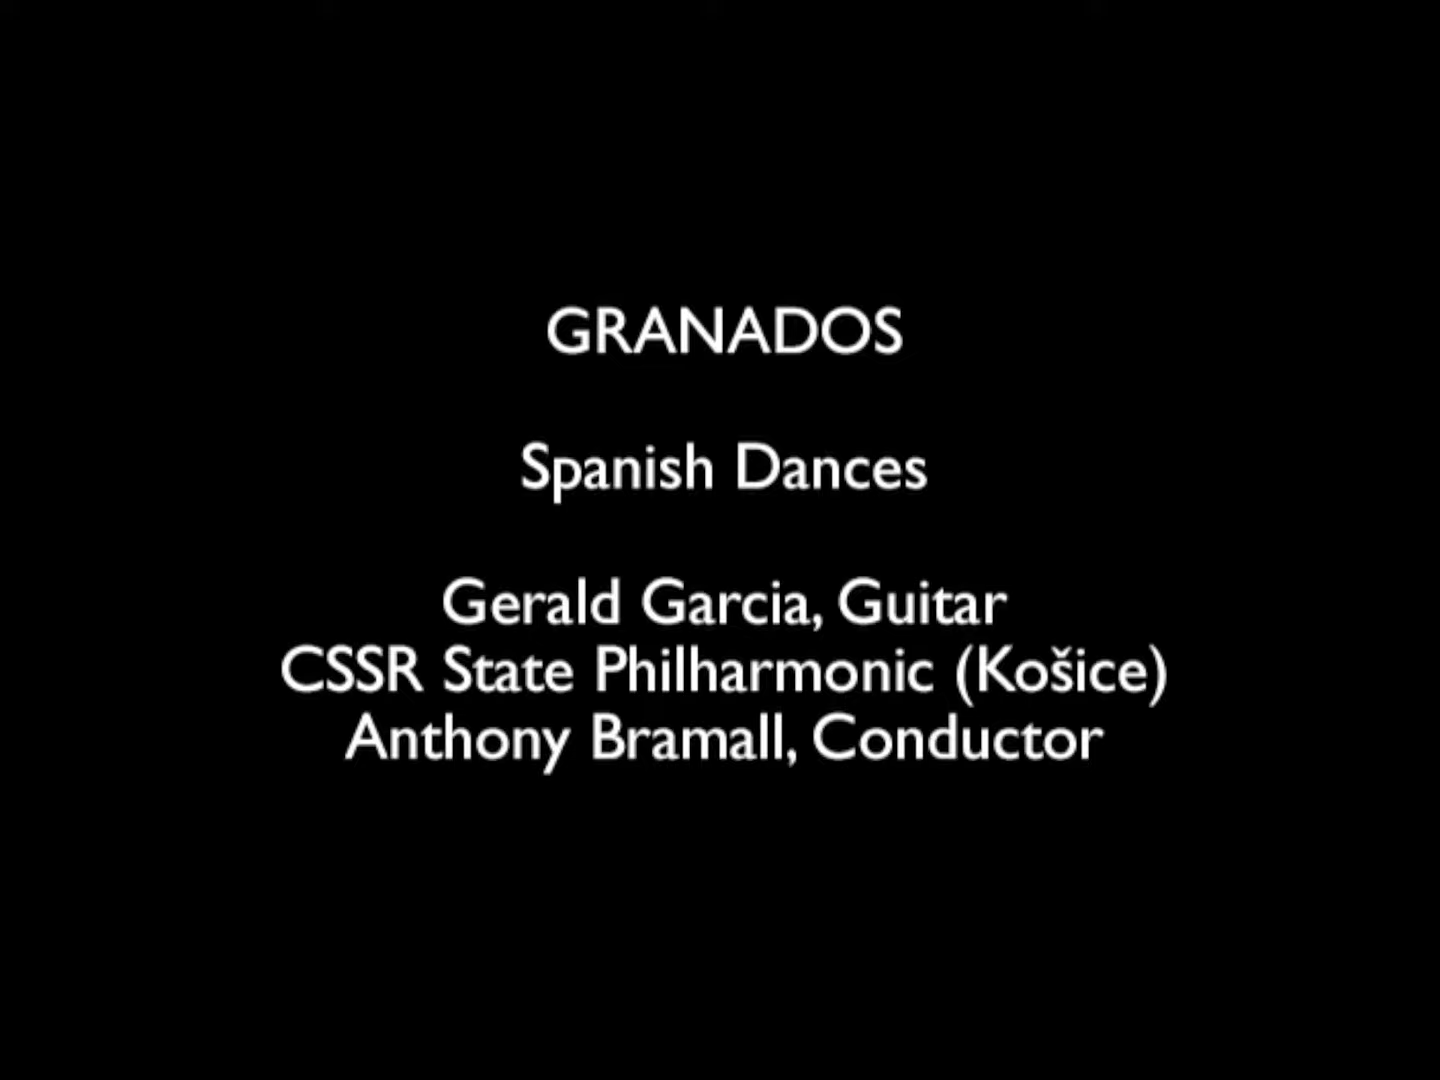 GRANADOS
Spanish Dances
Gerald Garcia, Guitar
CSSR State Philharmonic (Košice)
Anthony Bramall, Conductor